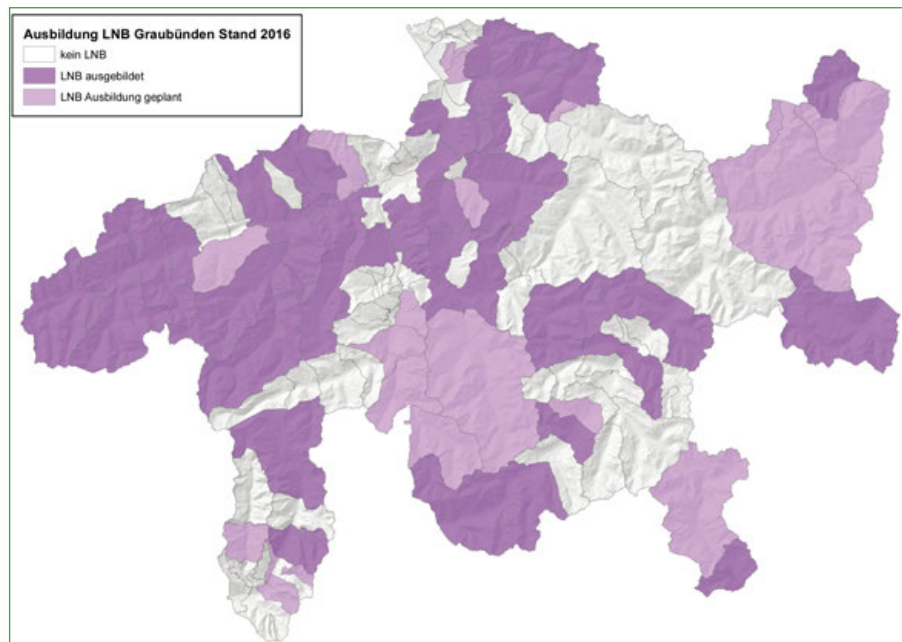 Ausbildung LNB Graubünden Stand 2016
kein LNB
LNB ausgebildet
LNB Ausbildung geplant